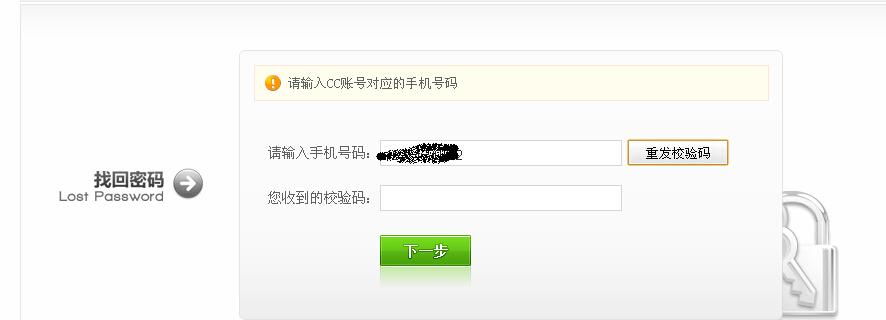 请输入CC账号对应的手机号码
请输入手机号码：
重发校验码
找回密码
Lost Password
您收到的校验码：
下一步